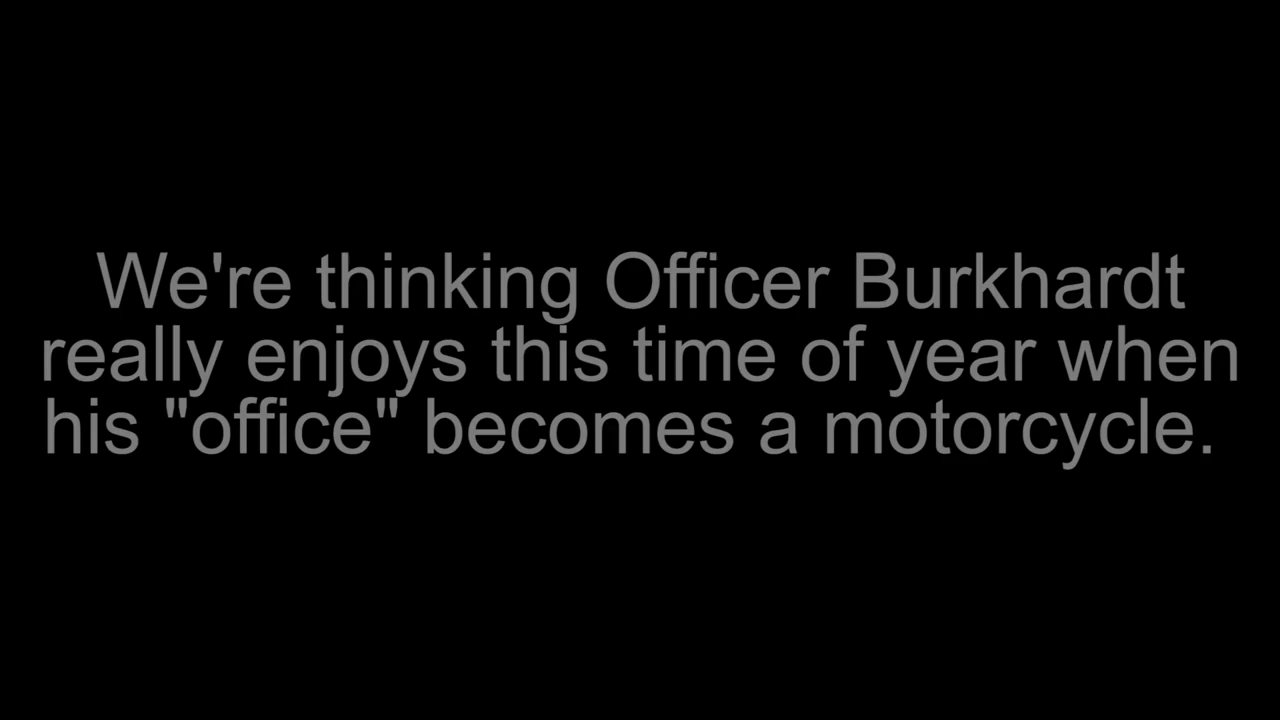 We're thinking Officer Burkhardt
really enjoys this time of year when
his "office" becomes a motorcycle.